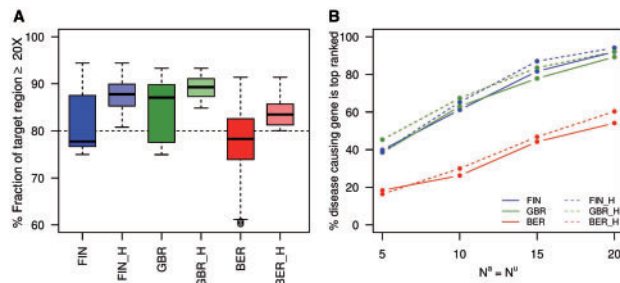 A
% Fraction of target region ≥ 20X
100
90
80
70
60
FIN
FIN_H
GBR
GBR_H
BER
BER_H
B
% disease causing gene is top ranked
100
80
60
40
20
0
FIN
GBR
BER
FIN_H
GBR_H
BER_H
5
10
15
20
Nᵃ = Nᵘ